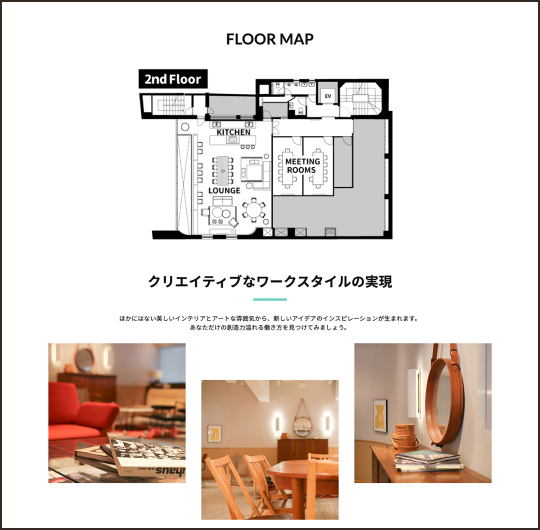 FLOOR MAP
2nd Floor
EV
KITCHEN
MEETING
ROOMS
LOUNGE
クリエイティブなワークスタイルの実現
ほかにはない美しいインテリアとアートな雰囲気から、新しいアイデアのインスピレーションが生まれます。
あなただけの創造力溢れる働き方を見つけてみましょう。